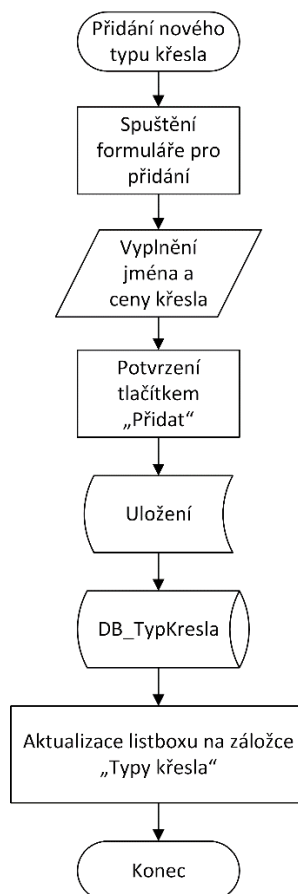 Přidání nového
typu křesla
Spuštění
formuláře pro
přidání
Vyplnění
jména a
ceny křesla
Potvrzení
tlačítkem
„Přidat“
Uložení
DB_TypKresla
Aktualizace listboxu na záložce
„Typy křesla“
Konec